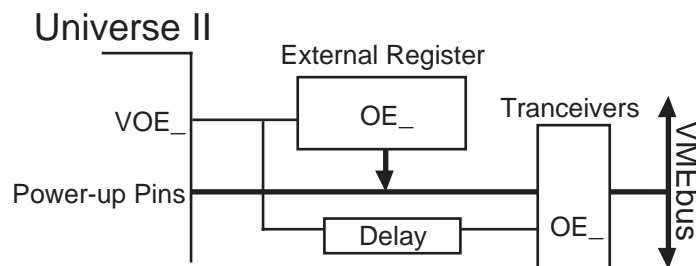 Universe II
External Register
OE_
Tranceivers
VOE_
Power-up Pins
OE_
Delay
VMEbus